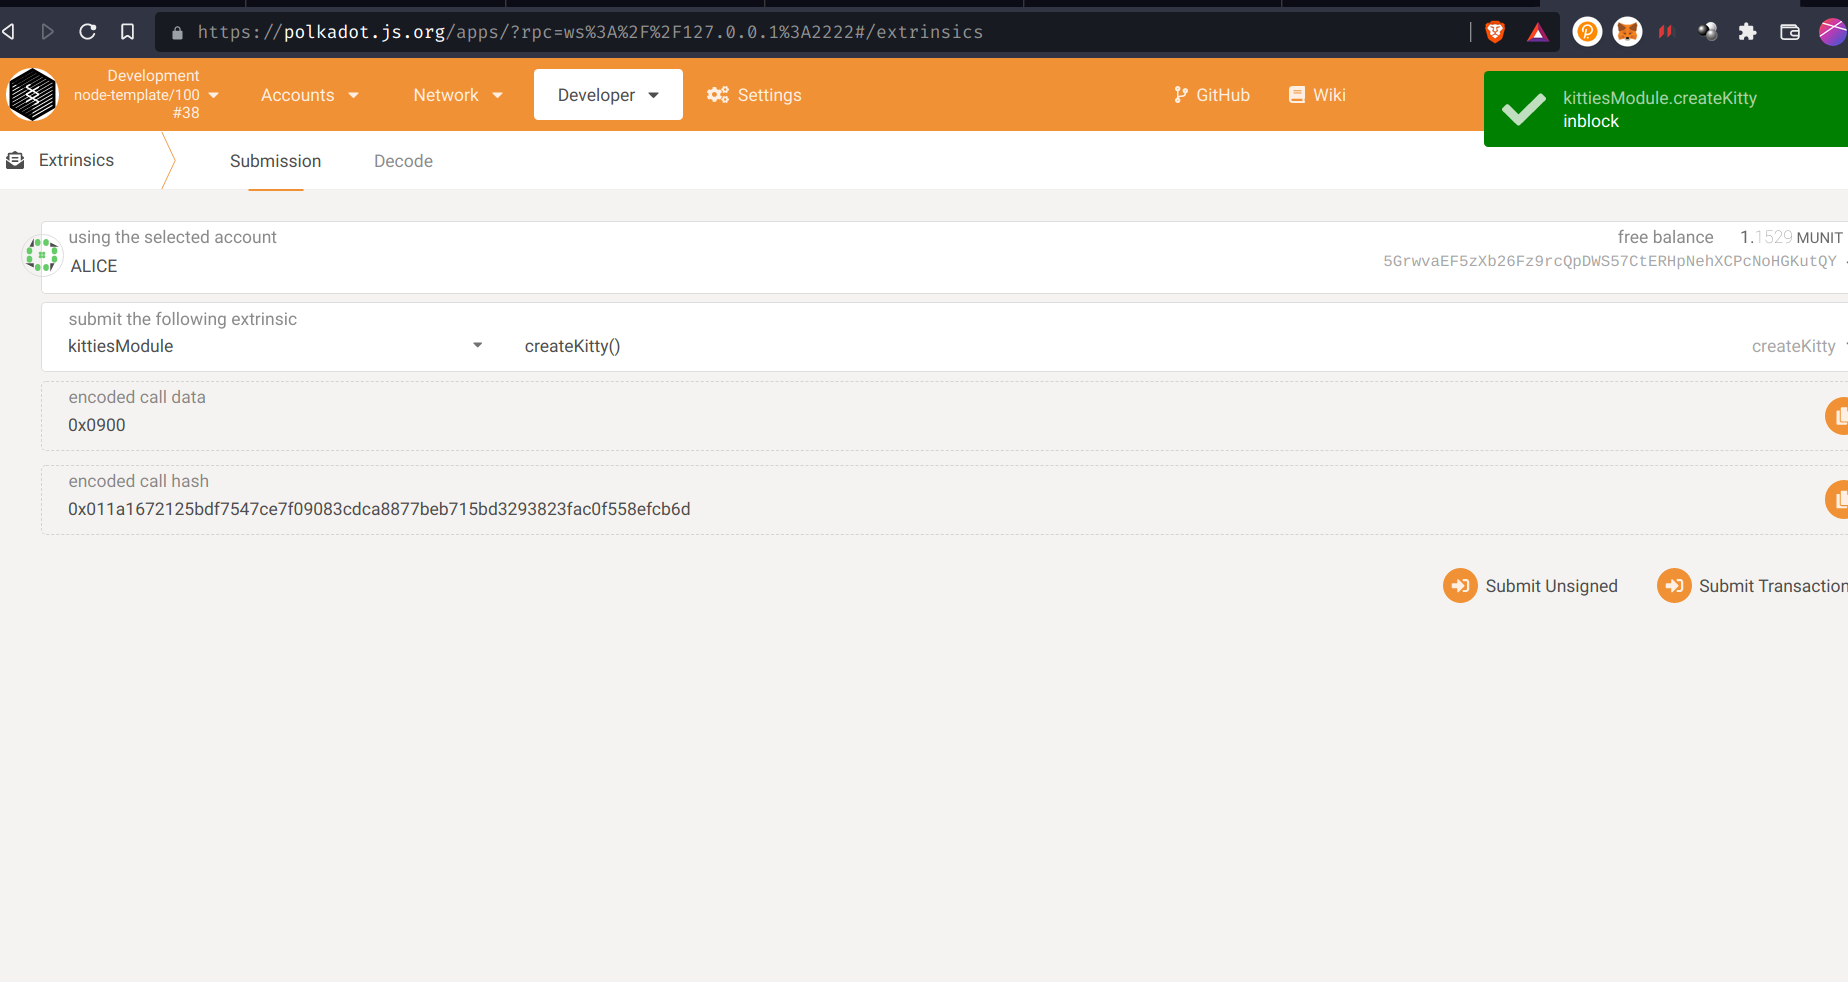 https://polkadot.js.org/apps/?rpc=ws%3A%2F%2F127.0.0.1%3A2222#/extrinsics
Development
node-template/100
#38
Accounts
Network
Developer
Settings
GitHub
Wiki
kittiesModule.createKitty
inblock
Extrinsics
Submission
Decode
using the selected account
ALICE
free balance 1.1529 MUNIT
5GrwvaEF5zXb26Fz9rcQpDWS57CtERHpNehXCPcNoHGKutQY
submit the following extrinsic
kittiesModule
createKitty()
createKitty
encoded call data
0x0900
encoded call hash
0x011a1672125bdf7547ce7f09083cdca8877beb715bd3293823fac0f558efcb6d
Submit Unsigned
Submit Transaction